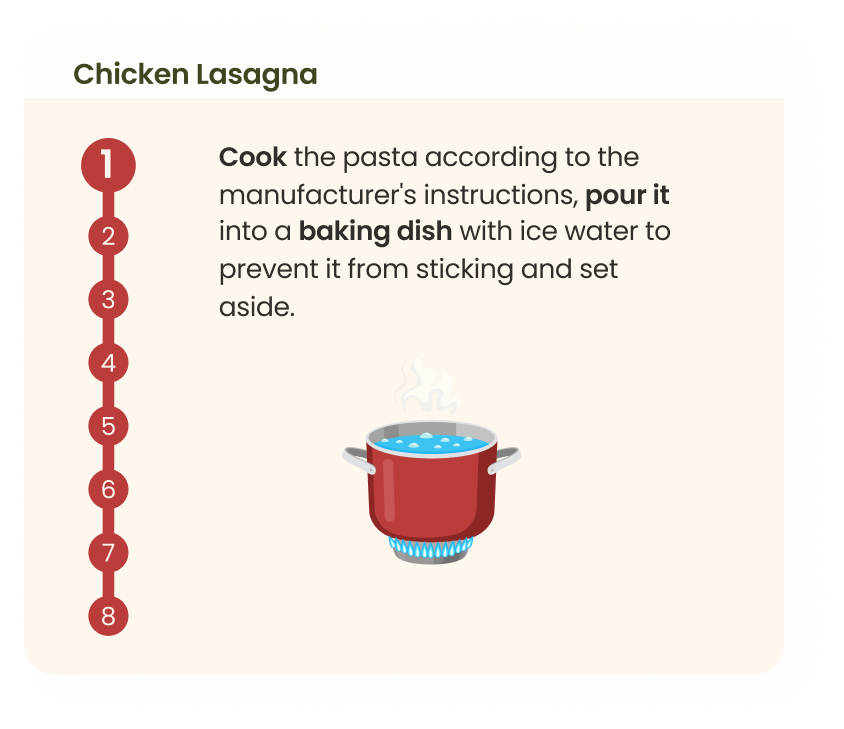 Chicken Lasagna
1
Cook the pasta according to the
manufacturer's instructions, pour it
into a baking dish with ice water to
prevent it from sticking and set
aside.
2
3
4
5
6
7
8